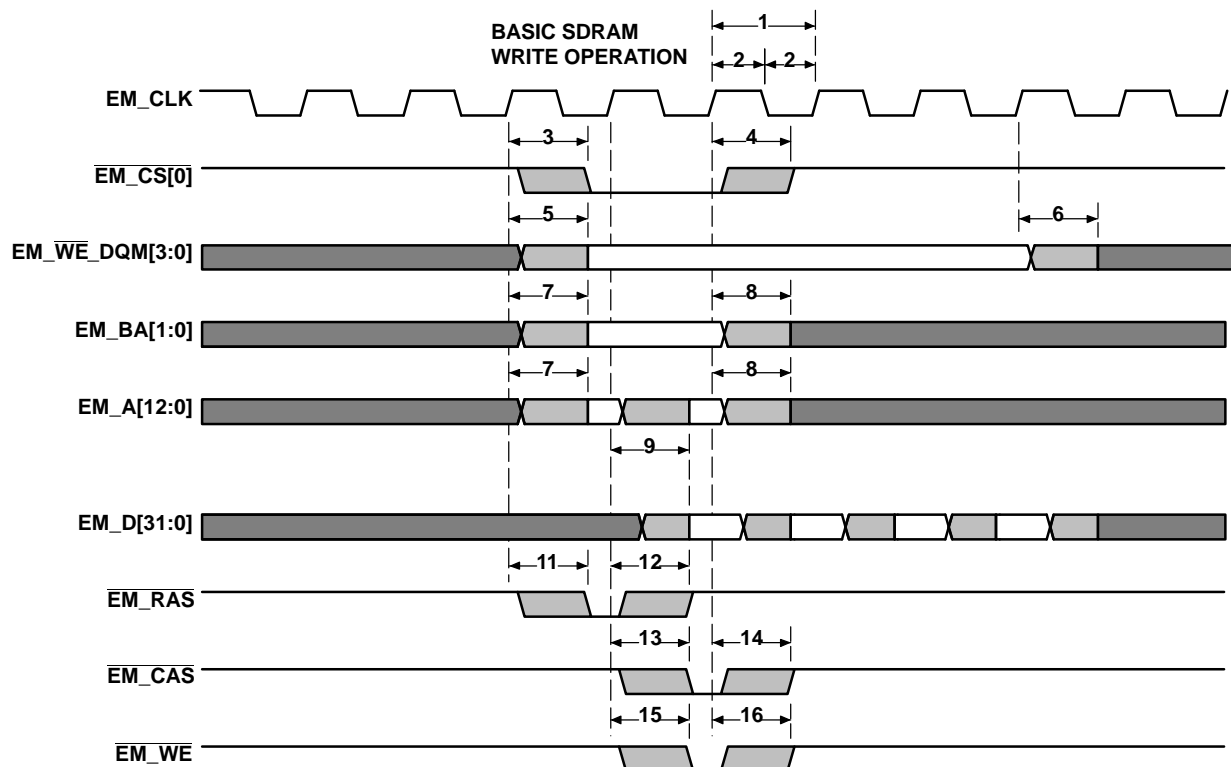 BASIC SDRAM
WRITE OPERATION
1
2 2
EM_CLK
3 4
EM_CS[0]
5 6
EM_WE_DQM[3:0]
7 8
EM_BA[1:0]
7 8
EM_A[12:0]
9
EM_D[31:0]
11 12
EM_RAS
13 14
EM_CAS
15 16
EM_WE